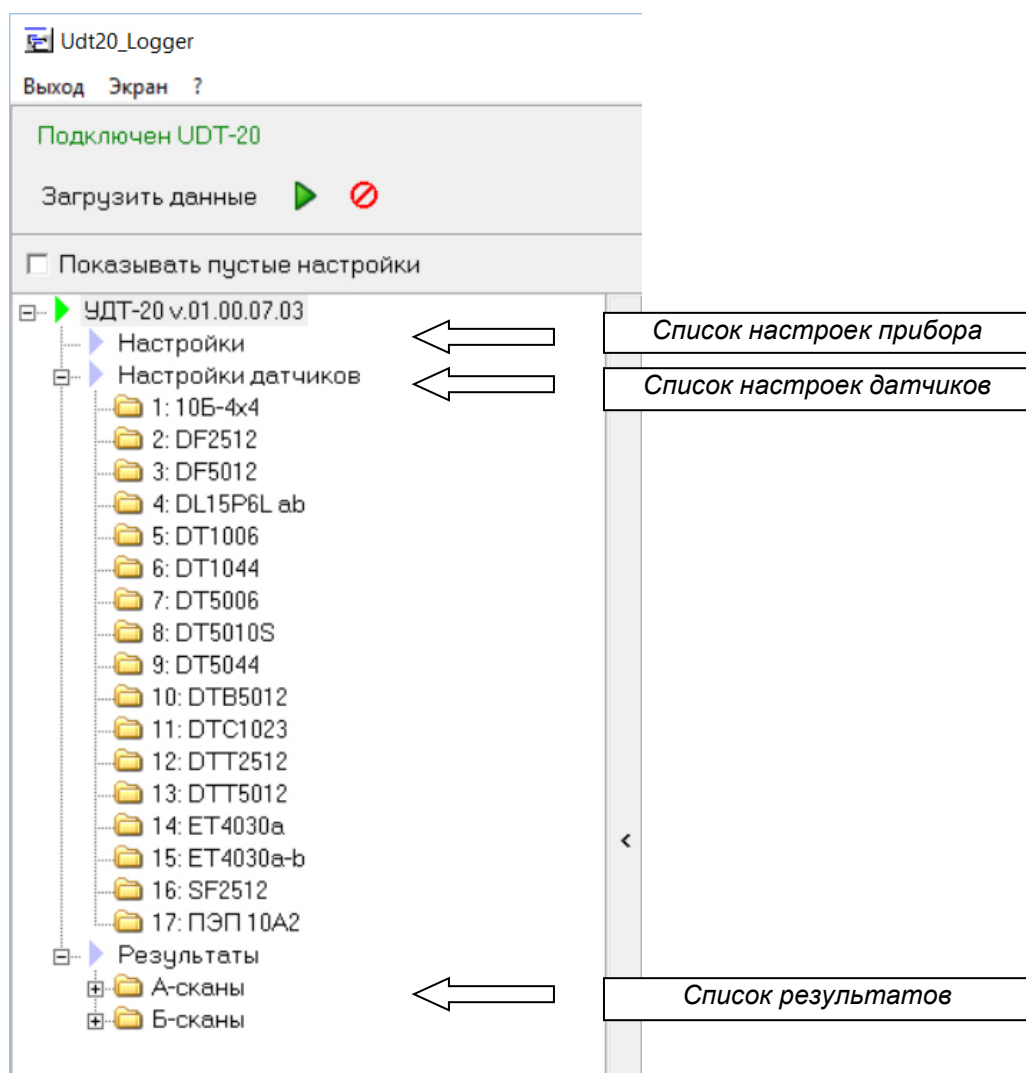 Udt20_Logger
Выход Экран ?
Подключен UDT-20
Загрузить данные
Показывать пустые настройки
УДТ-20 v.01.00.07.03
Настройки
Список настроек прибора
Настройки датчиков
Список настроек датчиков
1: 10Б-4x4
2: DF2512
3: DF5012
4: DL15P6L ab
5: DT1006
6: DT1044
7: DT5006
8: DT5010S
9: DT5044
10: DTB5012
11: DTC1023
12: DTT2512
13: DTT5012
14: ET4030a
15: ET4030a-b
16: SF2512
17: ПЭП 10А2
Результаты
А-сканы
Список результатов
Б-сканы